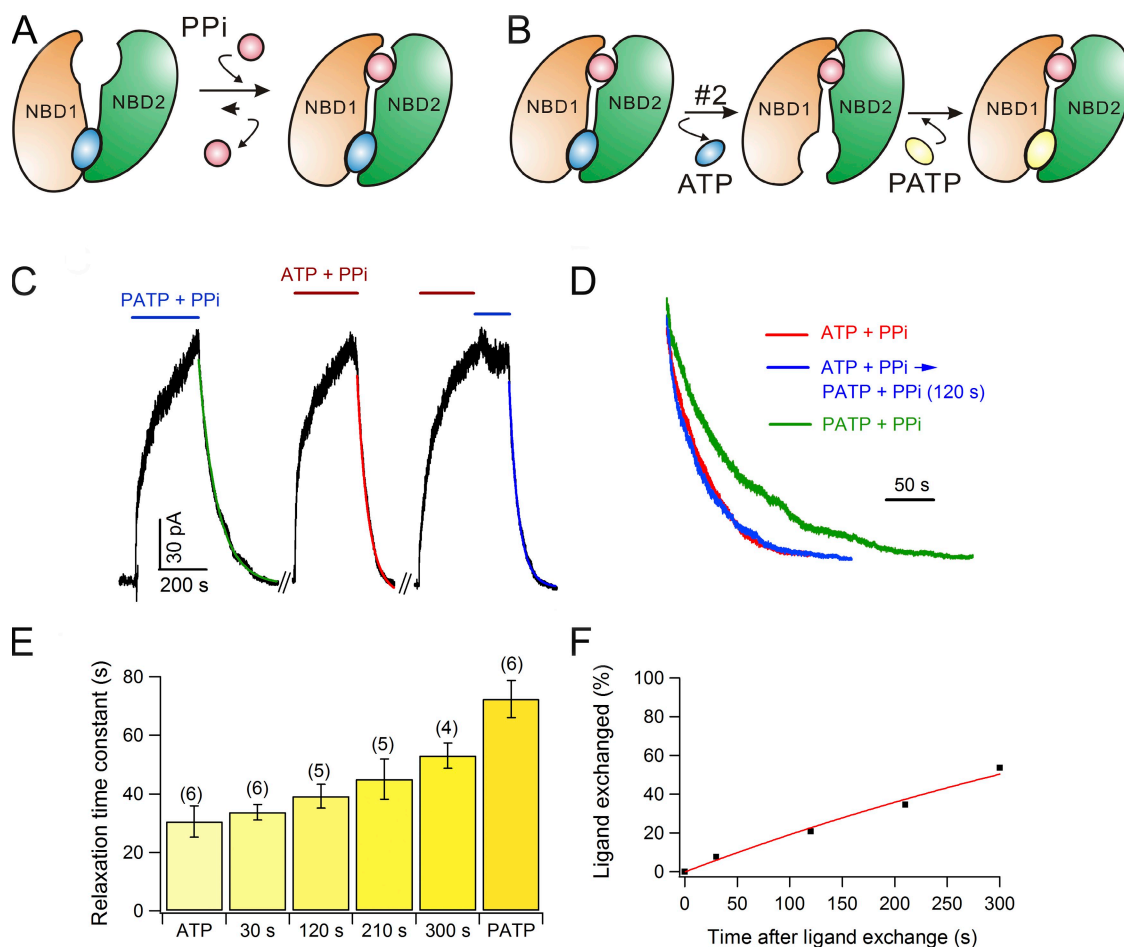 A
PPi
NBD1
NBD2
NBD1
NBD2
B
NBD1
NBD2
#2
ATP
NBD1
NBD2
PATP
NBD1
NBD2
C
PATP + PPi
ATP + PPi
30 pA
200 s
D
ATP + PPi
ATP + PPi
PATP + PPi (120 s)
PATP + PPi
50 s
E
Relaxation time constant (s)
80
60
40
20
0
(6)
(6)
(5)
(5)
(4)
(6)
ATP
30 s
120 s
210 s
300 s
PATP
F
Ligand exchanged (%)
100
80
60
40
20
0
0
50
100
150
200
250
300
Time after ligand exchange (s)